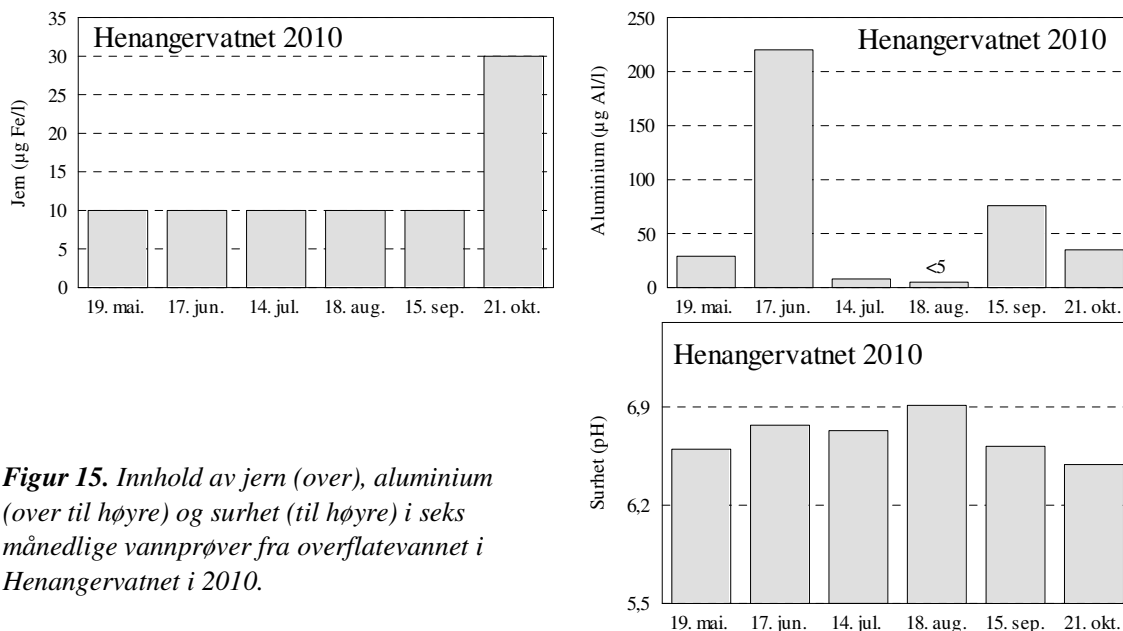 Henangervatnet 2010
Jern (µg Fe/l)
35
30
25
20
15
10
5
0
19. mai. 17. jun. 14. jul. 18. aug. 15. sep. 21. okt.
Henangervatnet 2010
Aluminium (µg Al/l)
250
200
150
100
50
0
<5
19. mai. 17. jun. 14. jul. 18. aug. 15. sep. 21. okt.
Henangervatnet 2010
Surhet (pH)
6,9
6,2
5,5
19. mai. 17. jun. 14. jul. 18. aug. 15. sep. 21. okt.
Figur 15. Innhold av jern (over), aluminium
(over til høyre) og surhet (til høyre) i seks
månedlige vannprøver fra overflatevannet i
Henangervatnet i 2010.